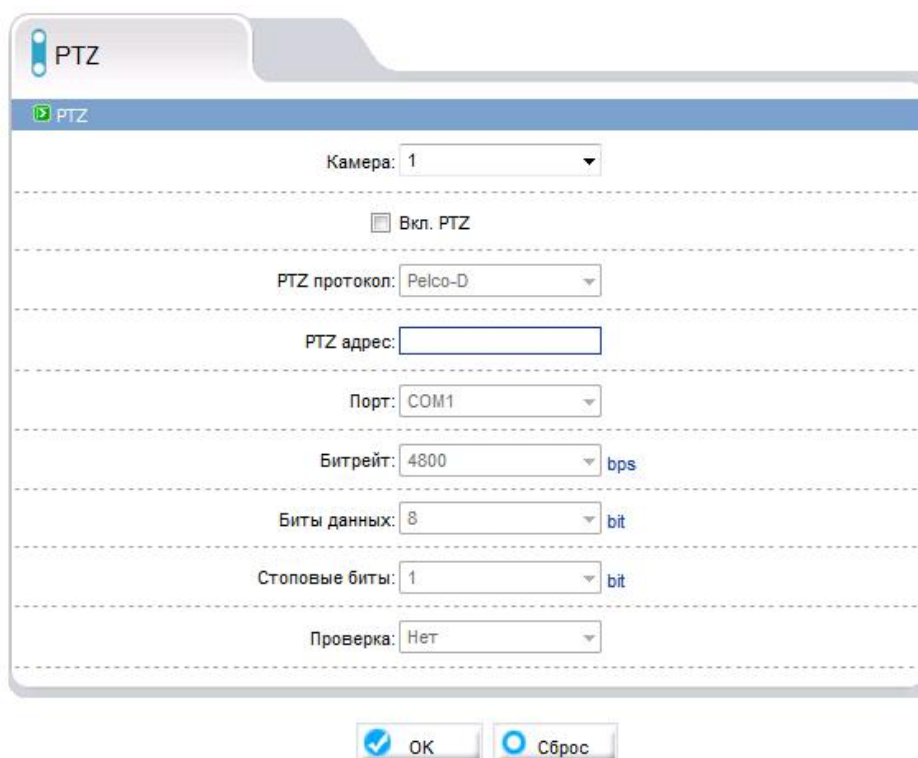 PTZ
PTZ
Камера: 1
Вкл. PTZ
PTZ протокол: Pelco-D
PTZ адрес:
Порт: COM1
Битрейт: 4800 bps
Биты данных: 8 bit
Стоповые биты: 1 bit
Проверка: Нет
OK Сброс